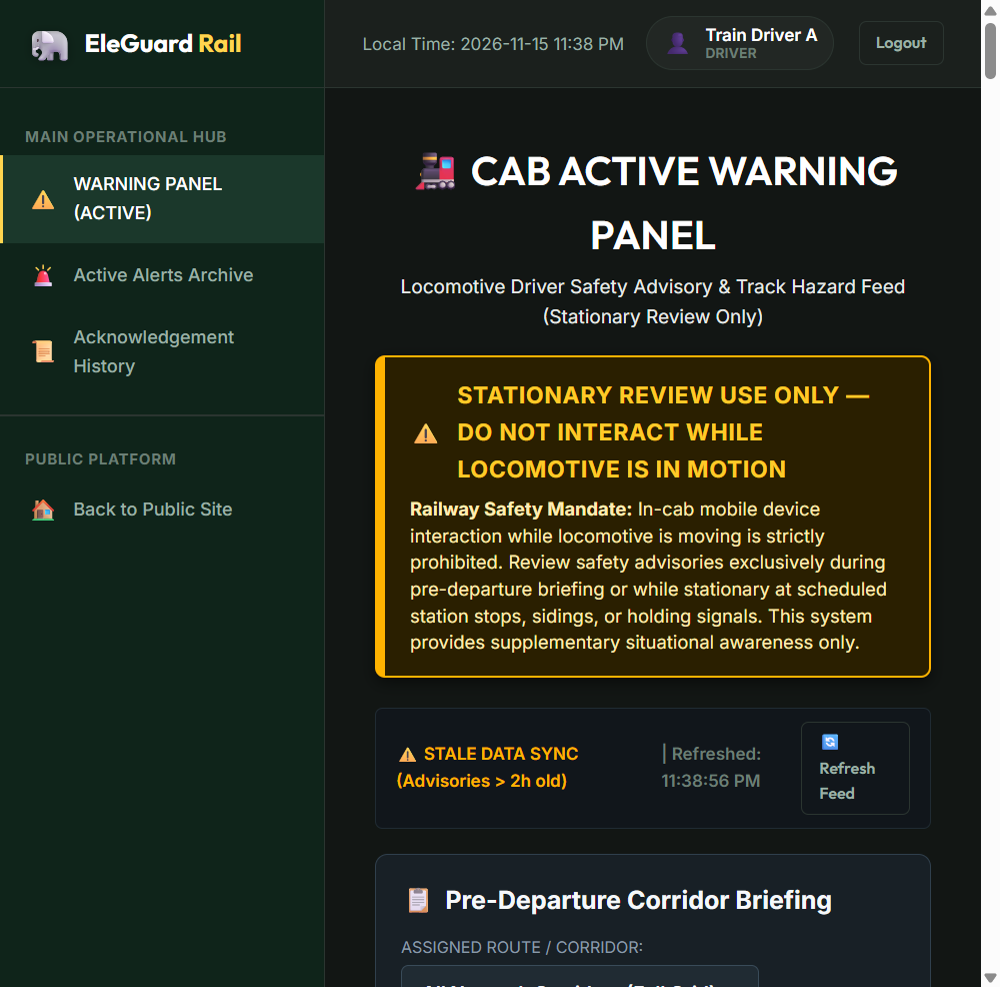 EleGuard Rail
Local Time: 2026-11-15 11:38 PM
Train Driver A
DRIVER
Logout
MAIN OPERATIONAL HUB
WARNING PANEL
(ACTIVE)
Active Alerts Archive
Acknowledgement
History
PUBLIC PLATFORM
Back to Public Site
CAB ACTIVE WARNING
PANEL
Locomotive Driver Safety Advisory & Track Hazard Feed
(Stationary Review Only)
STATIONARY REVIEW USE ONLY —
DO NOT INTERACT WHILE
LOCOMOTIVE IS IN MOTION
Railway Safety Mandate: In-cab mobile device
interaction while locomotive is moving is strictly
prohibited. Review safety advisories exclusively during
pre-departure briefing or while stationary at scheduled
station stops, sidings, or holding signals. This system
provides supplementary situational awareness only.
STALE DATA SYNC
(Advisories > 2h old)
| Refreshed:
11:38:56 PM
Refresh
Feed
Pre-Departure Corridor Briefing
ASSIGNED ROUTE / CORRIDOR: